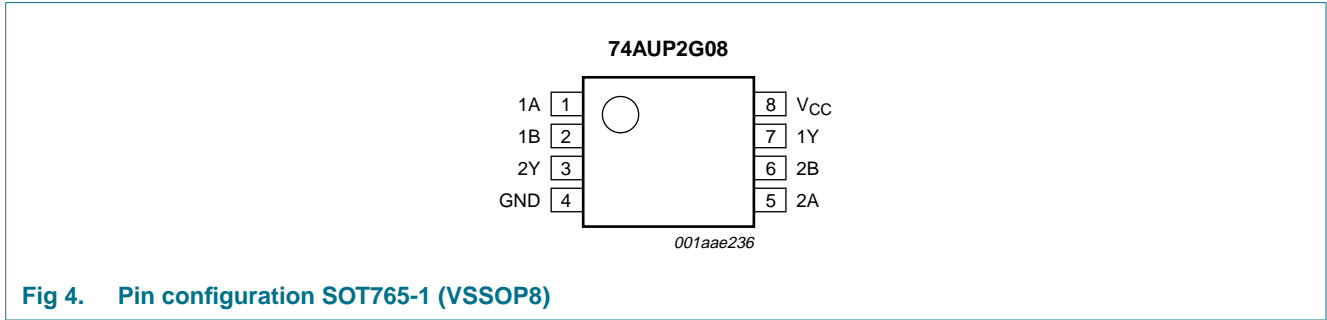 74AUP2G08
1A 1 8 VCC
1B 2 7 1Y
2Y 3 6 2B
GND 4 5 2A
001aae236
Fig 4. Pin configuration SOT765-1 (VSSOP8)